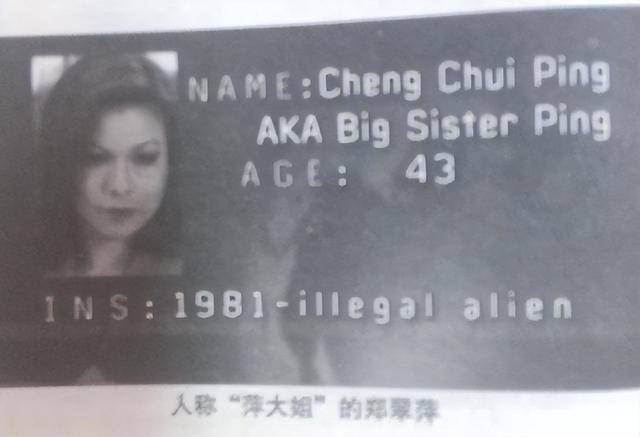 NAME:Cheng Chui Ping
AKA Big Sister Ping
AGE: 43
INS:1981-illegal alien
人称“萍大姐”的郑翠萍